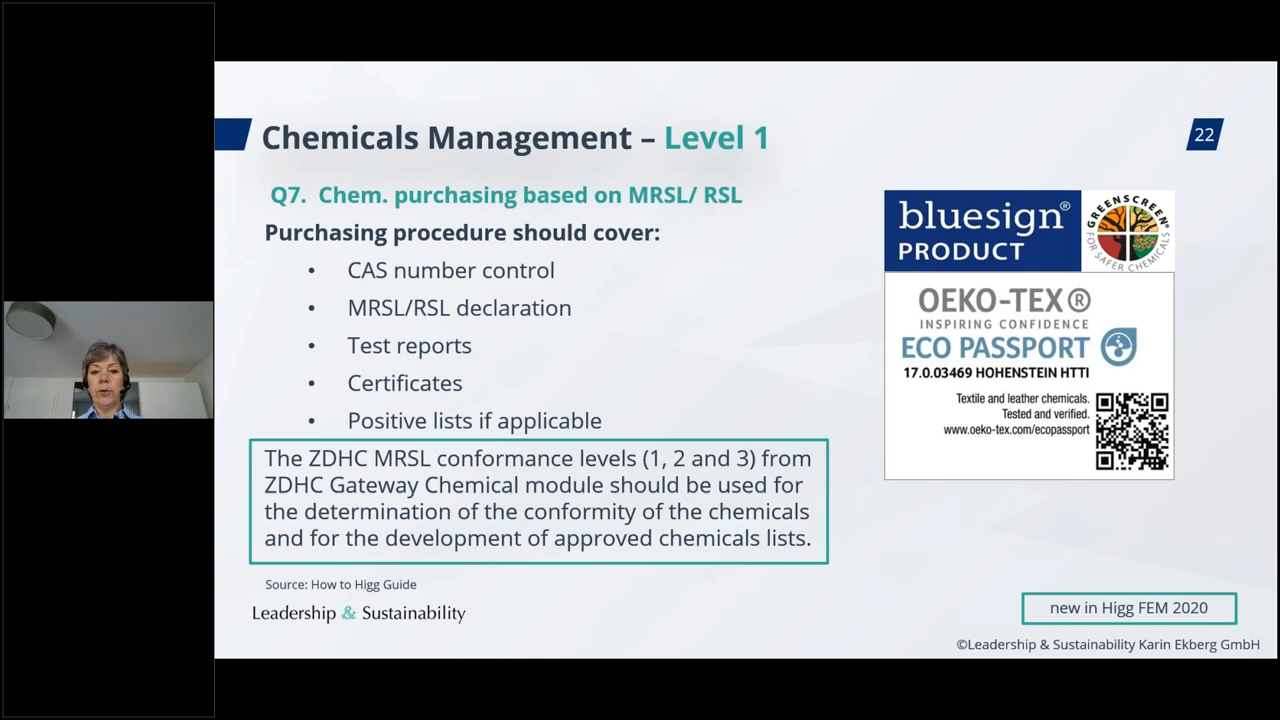 Chemicals Management – Level 1
22
Q7. Chem. purchasing based on MRSL/ RSL
Purchasing procedure should cover:
• CAS number control
• MRSL/RSL declaration
• Test reports
• Certificates
• Positive lists if applicable
The ZDHC MRSL conformance levels (1, 2 and 3) from
ZDHC Gateway Chemical module should be used for
the determination of the conformity of the chemicals
and for the development of approved chemicals lists.
Source: How to Higg Guide
Leadership & Sustainability
bluesign®
PRODUCT
GREENSCREEN®
FOR SAFER CHEMICALS
OEKO-TEX®
INSPIRING CONFIDENCE
ECO PASSPORT
17.0.03469 HOHENSTEIN HTTI
Textile and leather chemicals.
Tested and verified.
www.oeko-tex.com/ecopassport
new in Higg FEM 2020
©Leadership & Sustainability Karin Ekberg GmbH